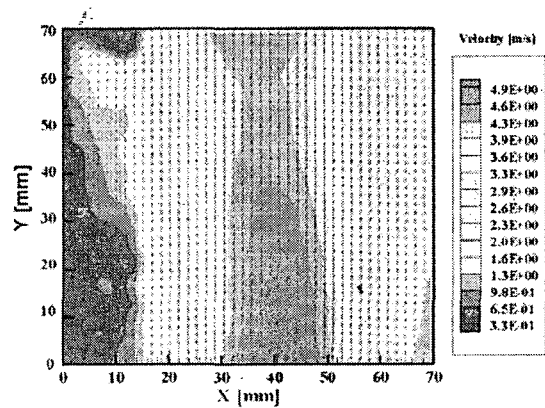 70
60
50
40
30
20
10
0
Y [mm]
0 10 20 30 40 50 60 70
X [mm]
Velocity [m/s]
4.9E+00
4.6E+00
4.3E+00
3.9E+00
3.6E+00
3.3E+00
2.9E+00
2.6E+00
2.3E+00
2.0E+00
1.6E+00
1.3E+00
9.8E-01
6.5E-01
3.3E-01